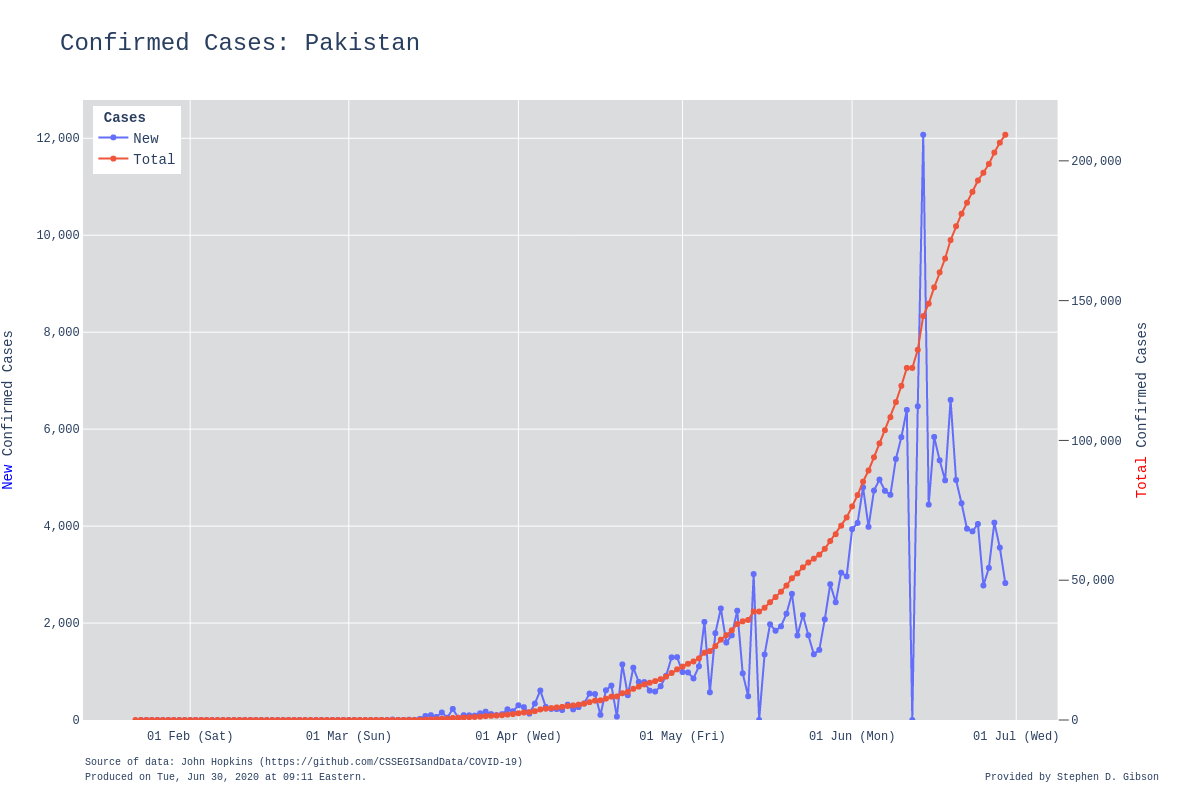 Confirmed Cases: Pakistan
Cases
New
Total
12,000
10,000
8,000
6,000
4,000
2,000
0
New Confirmed Cases
200,000
150,000
100,000
50,000
0
Total Confirmed Cases
01 Feb (Sat) 01 Mar (Sun) 01 Apr (Wed) 01 May (Fri) 01 Jun (Mon) 01 Jul (Wed)
Source of data: John Hopkins (https://github.com/CSSEGISandData/COVID-19)
Produced on Tue, Jun 30, 2020 at 09:11 Eastern.
Provided by Stephen D. Gibson